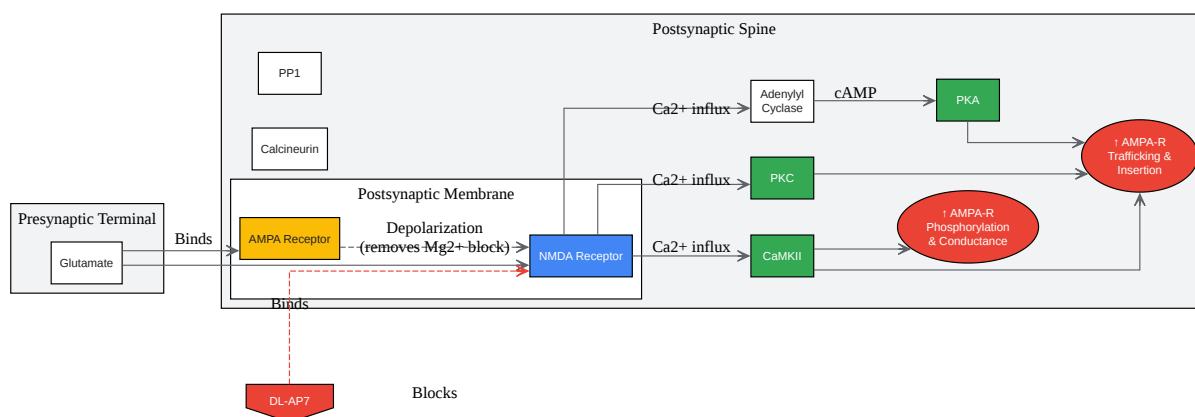 Postsynaptic Spine
PP1
Adenylyl
Cyclase
cAMP
PKA
Ca2+ influx
Calcineurin
↑ AMPA-R
Trafficking &
Insertion
Postsynaptic Membrane
Ca2+ influx
PKC
Presynaptic Terminal
Glutamate
Binds
AMPA Receptor
Depolarization
(removes Mg2+ block)
NMDA Receptor
Ca2+ influx
CaMKII
↑ AMPA-R
Phosphorylation
& Conductance
Binds
DL-AP7
Blocks